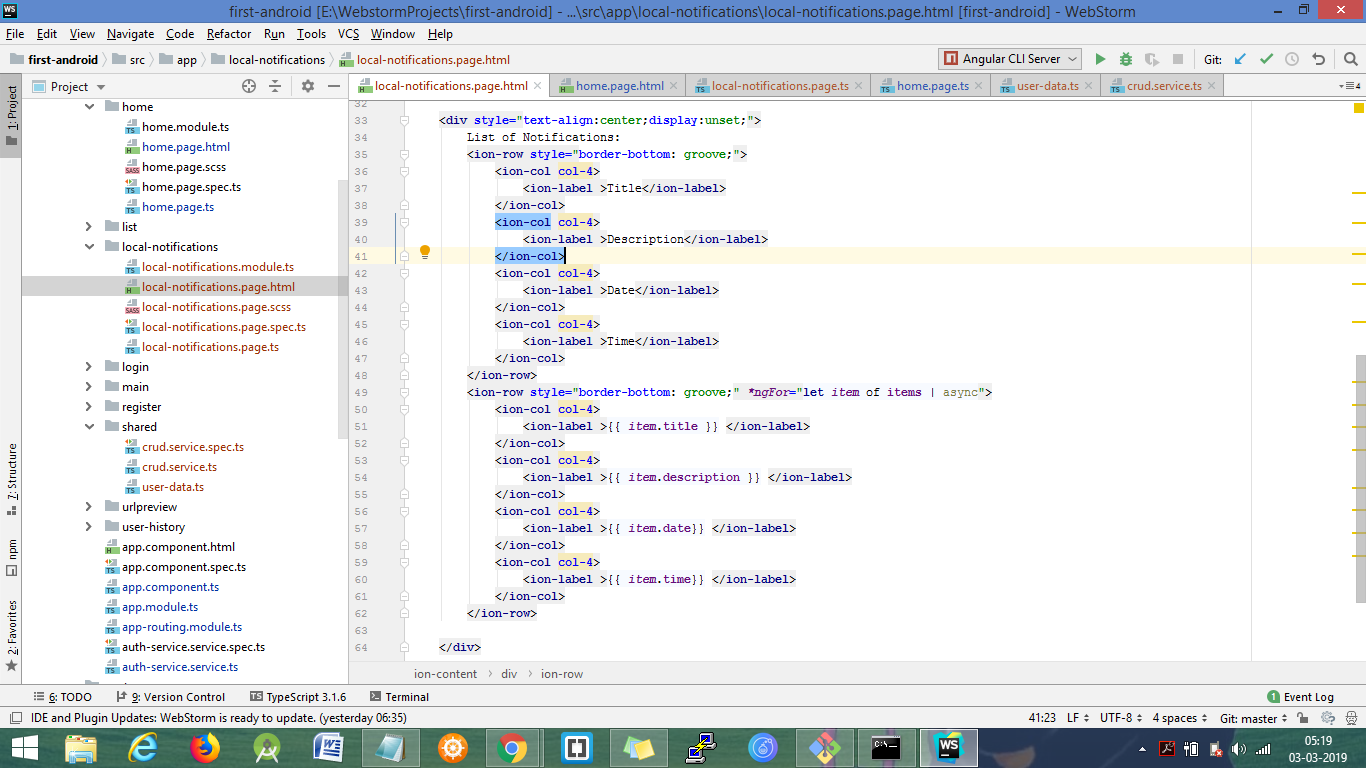 first-android [E:\WebstormProjects\first-android] - ...\src\app\local-notifications\local-notifications.page.html [first-android] - WebStorm
File Edit View Navigate Code Refactor Run Tools VCS Window Help
first-android src app local-notifications local-notifications.page.html
Angular CLI Server
Git:
Project
local-notifications.page.html home.page.html local-notifications.page.ts home.page.ts user-data.ts crud.service.ts
4
1: Project
7: Structure
npm
2: Favorites
home
home.module.ts
home.page.html
home.page.scss
home.page.spec.ts
home.page.ts
list
local-notifications
local-notifications.module.ts
local-notifications.page.html
local-notifications.page.scss
local-notifications.page.spec.ts
local-notifications.page.ts
login
main
register
shared
crud.service.spec.ts
crud.service.ts
user-data.ts
urlpreview
user-history
app.component.html
app.component.spec.ts
app.component.ts
app.module.ts
app-routing.module.ts
auth-service.service.spec.ts
auth-service.service.ts
32
33 <div style="text-align:center;display:unset;">
34 List of Notifications:
35 <ion-row style="border-bottom: groove;">
36 <ion-col col-4>
37 <ion-label >Title</ion-label>
38 </ion-col>
39 <ion-col col-4>
40 <ion-label >Description</ion-label>
41 </ion-col>
42 <ion-col col-4>
43 <ion-label >Date</ion-label>
44 </ion-col>
45 <ion-col col-4>
46 <ion-label >Time</ion-label>
47 </ion-col>
48 </ion-row>
49 <ion-row style="border-bottom: groove;" *ngFor="let item of items | async">
50 <ion-col col-4>
51 <ion-label >{{ item.title }} </ion-label>
52 </ion-col>
53 <ion-col col-4>
54 <ion-label >{{ item.description }} </ion-label>
55 </ion-col>
56 <ion-col col-4>
57 <ion-label >{{ item.date}} </ion-label>
58 </ion-col>
59 <ion-col col-4>
60 <ion-label >{{ item.time}} </ion-label>
61 </ion-col>
62 </ion-row>
63
64 </div>
ion-content div ion-row
6: TODO 9: Version Control TypeScript 3.1.6 Terminal 1 Event Log
IDE and Plugin Updates: WebStorm is ready to update. (yesterday 06:35) 41:23 LF UTF-8 4 spaces Git: master
05:19
03-03-2019